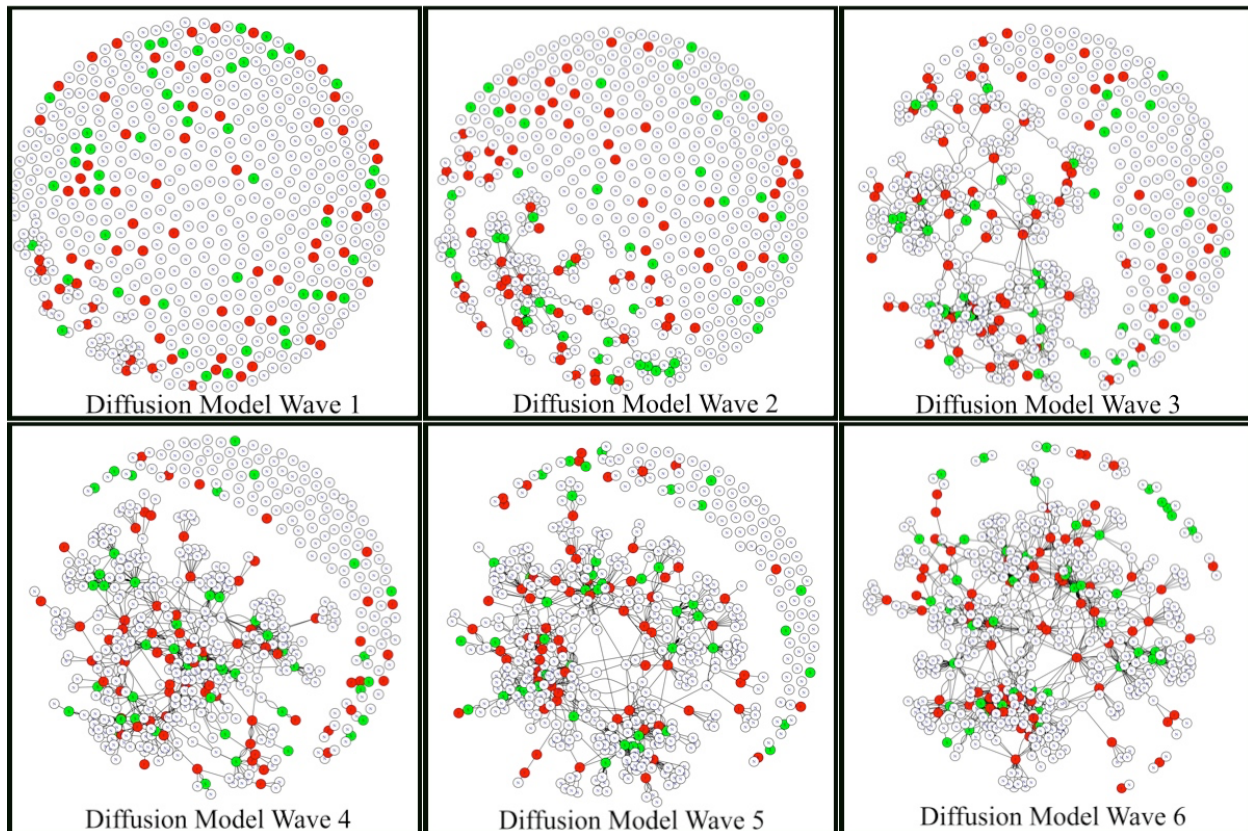 Diffusion Model Wave 1
Diffusion Model Wave 2
Diffusion Model Wave 3
Diffusion Model Wave 4
Diffusion Model Wave 5
Diffusion Model Wave 6